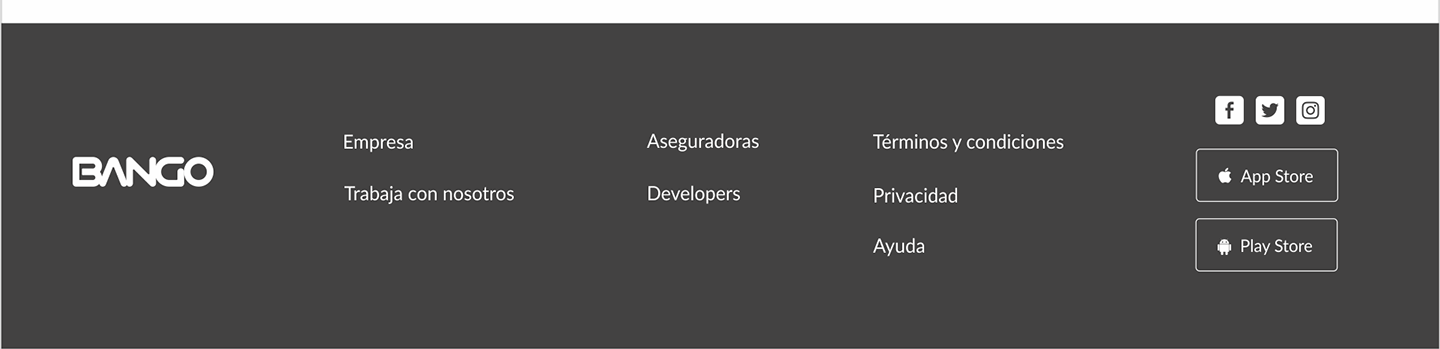 BANGO
Empresa
Trabaja con nosotros
Aseguradoras
Developers
Términos y condiciones
Privacidad
Ayuda
App Store
Play Store